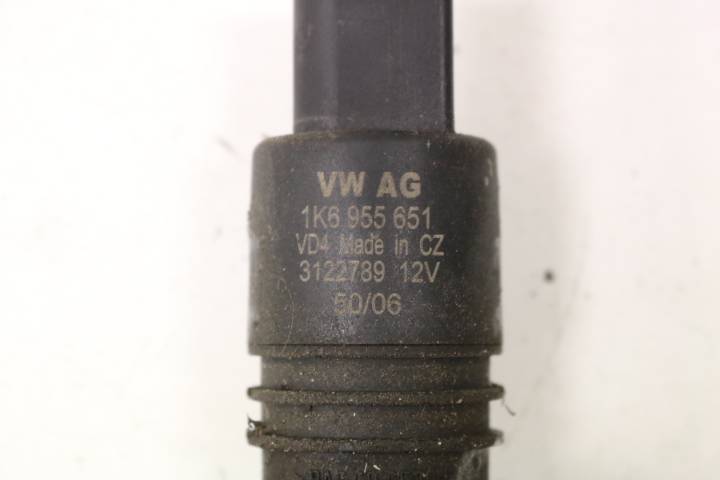 VW AG
1K6 955 651
VD4 Made in CZ
3122789 12V
50/06